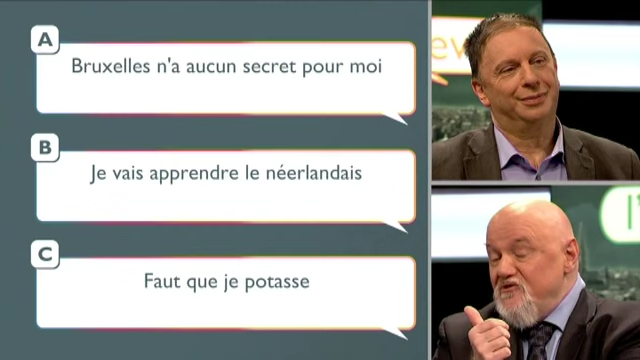 A
Bruxelles n'a aucun secret pour moi
B
Je vais apprendre le néerlandais
C
Faut que je potasse